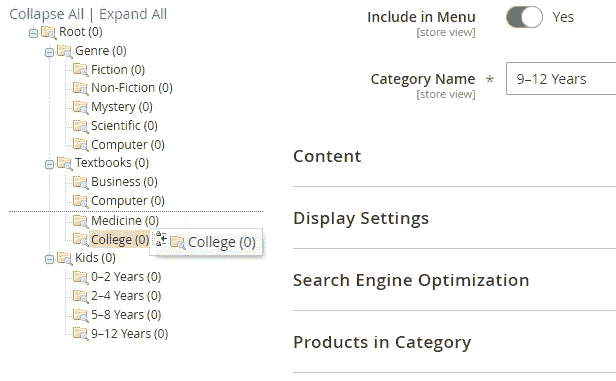 Collapse All | Expand All
Root (0)
Genre (0)
Fiction (0)
Non-Fiction (0)
Mystery (0)
Scientific (0)
Computer (0)
Textbooks (0)
Business (0)
Computer (0)
Medicine (0)
College (0)
College (0)
Kids (0)
0–2 Years (0)
2–4 Years (0)
5–8 Years (0)
9–12 Years (0)
Include in Menu
Yes
[store view]
Category Name *
9–12 Years
[store view]
Content
Display Settings
Search Engine Optimization
Products in Category